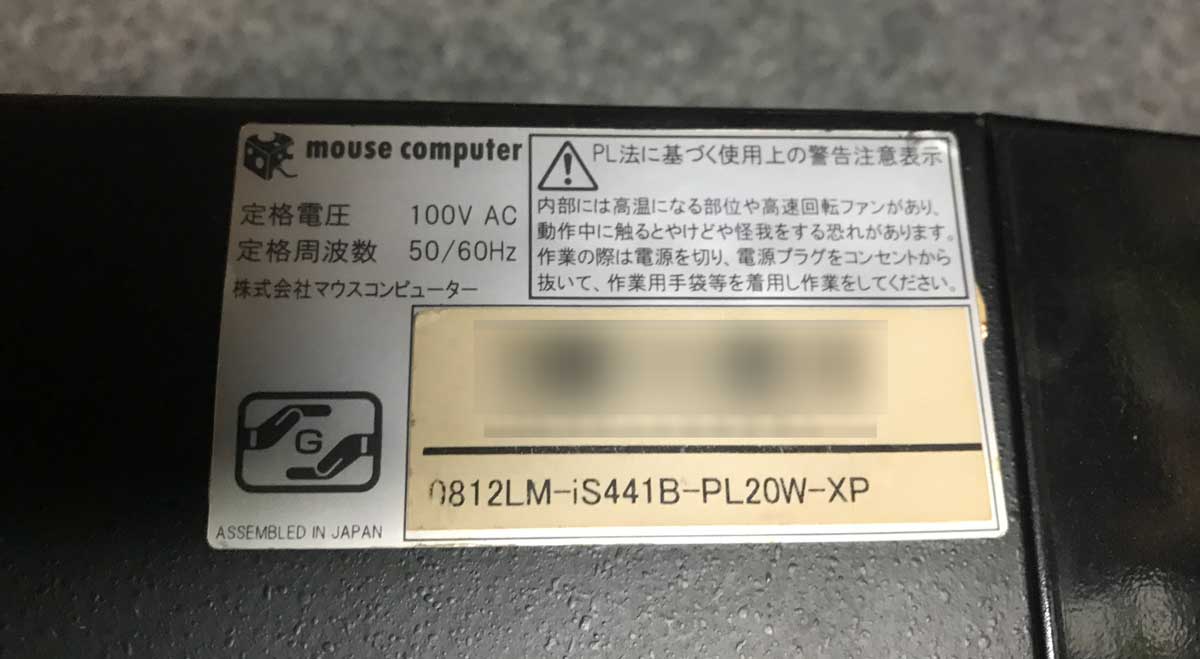 mouse computer
定格電圧 100V AC
定格周波数 50/60Hz
株式会社マウスコンピューター
PL法に基づく使用上の警告注意表示
内部には高温になる部位や高速回転ファンがあり、
動作中に触るとやけどや怪我をする恐れがあります。
作業の際は電源を切り、電源プラグをコンセントから
抜いて、作業用手袋等を着用し作業をしてください。
G
ASSEMBLED IN JAPAN
0812LM-iS441B-PL20W-XP